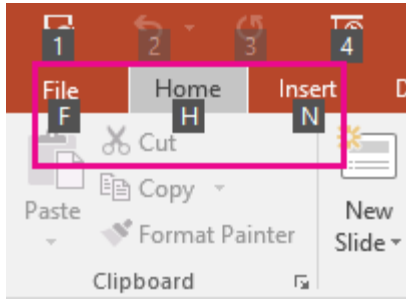 1 2 3 4
File Home Insert D
F H N
Cut
Copy
Paste New
Format Painter Slide
Clipboard